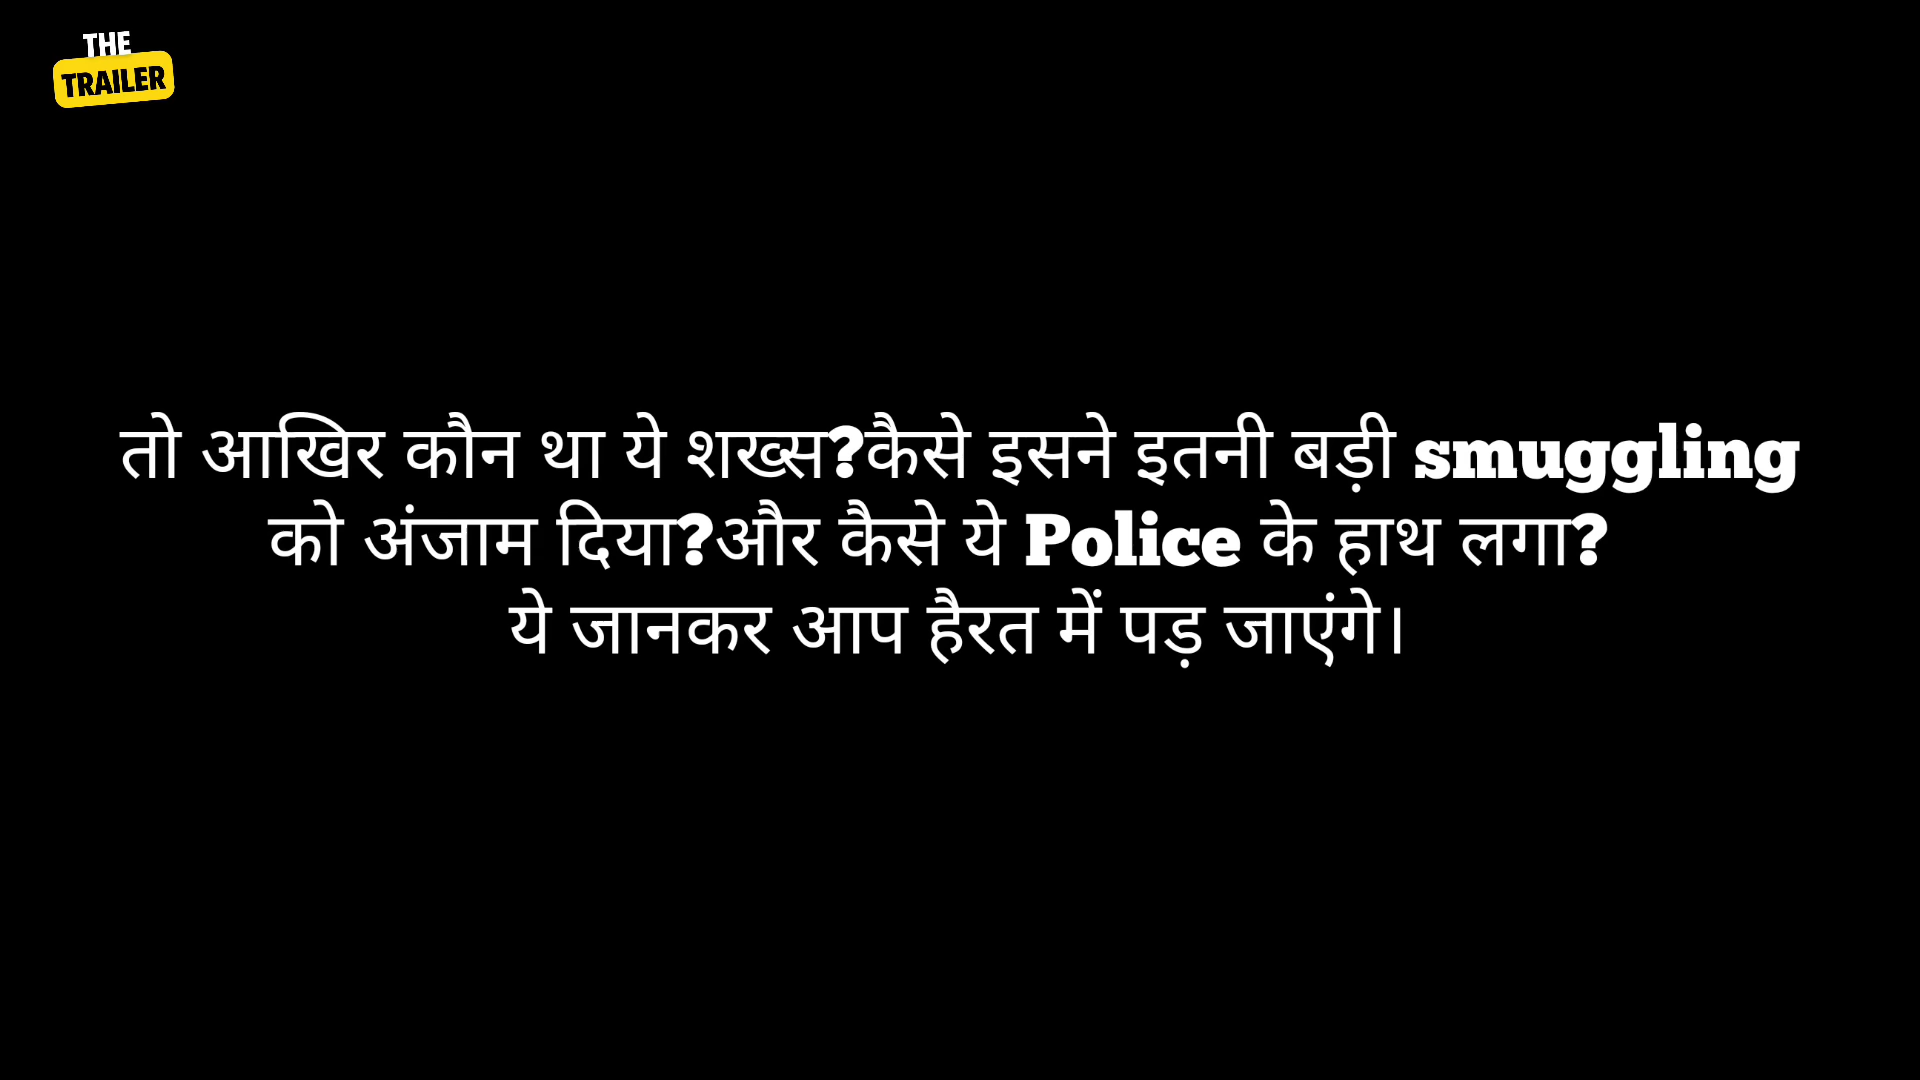 THE
TRAILER
तो आखिर कौन था ये शख्स?कैसे इसने इतनी बड़ी smuggling
को अंजाम दिया?और कैसे ये Police के हाथ लगा?
ये जानकर आप हैरत में पड़ जाएंगे।